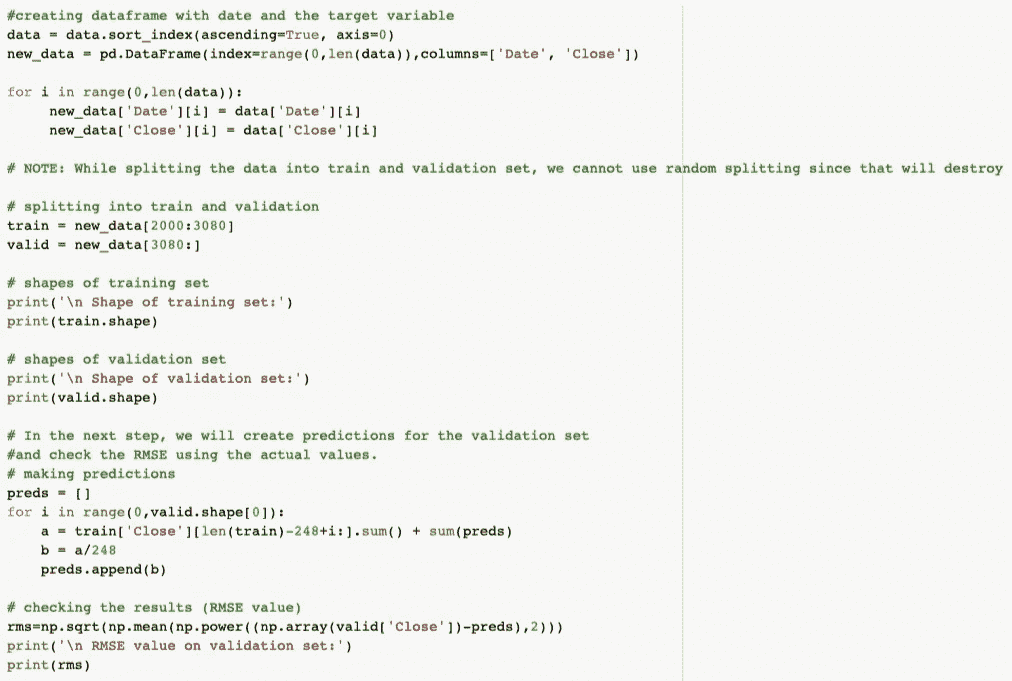 #creating dataframe with date and the target variable
data = data.sort_index(ascending=True, axis=0)
new_data = pd.DataFrame(index=range(0,len(data)),columns=['Date', 'Close'])

for i in range(0,len(data)):
     new_data['Date'][i] = data['Date'][i]
     new_data['Close'][i] = data['Close'][i]

# NOTE: While splitting the data into train and validation set, we cannot use random splitting since that will destroy

# splitting into train and validation
train = new_data[2000:3080]
valid = new_data[3080:]

# shapes of training set
print('\n Shape of training set:')
print(train.shape)

# shapes of validation set
print('\n Shape of validation set:')
print(valid.shape)

# In the next step, we will create predictions for the validation set
#and check the RMSE using the actual values.
# making predictions
preds = []
for i in range(0,valid.shape[0]):
    a = train['Close'][len(train)-248+i:].sum() + sum(preds)
    b = a/248
    preds.append(b)

# checking the results (RMSE value)
rms=np.sqrt(np.mean(np.power((np.array(valid['Close'])-preds),2)))
print('\n RMSE value on validation set:')
print(rms)